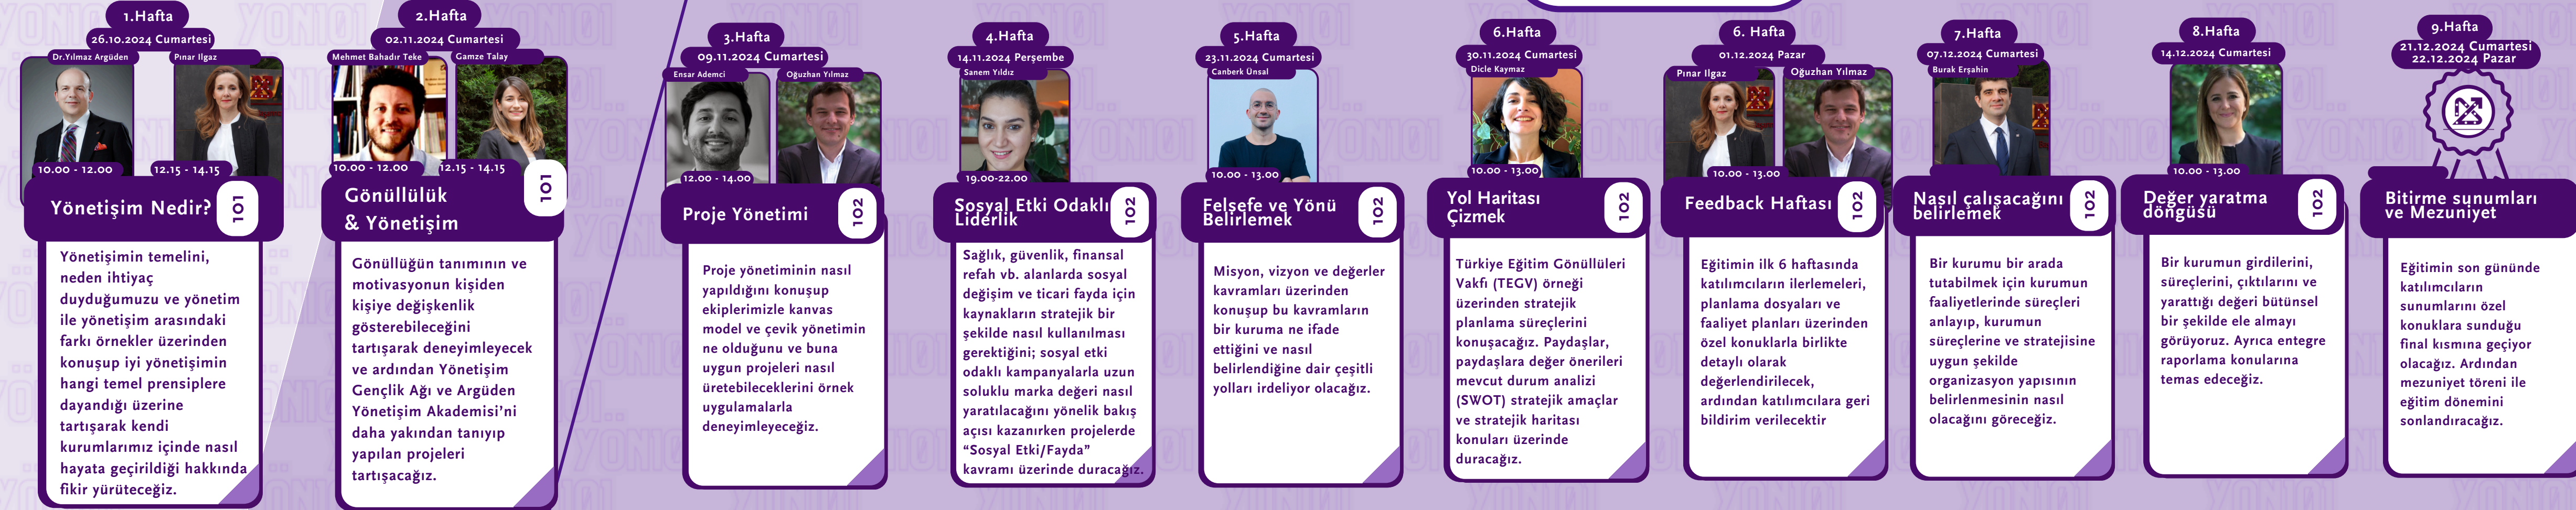 1.Hafta
26.10.2024 Cumartesi
Dr.Yılmaz Argüden
Pınar Ilgaz
10.00 - 12.00
12.15 - 14.15
Yönetişim Nedir?
101
Yönetişimin temelini,
neden ihtiyaç
duyduğumuzu ve yönetim
ile yönetişim arasındaki
farkı örnekler üzerinden
konuşup iyi yönetişimin
hangi temel prensiplere
dayandığı üzerine
tartışarak kendi
kurumlarımız içinde nasıl
hayata geçirildiği hakkında
fikir yürüteceğiz.
2.Hafta
02.11.2024 Cumartesi
Mehmet Bahadır Teke
Gamze Talay
10.00 - 12.00
12.15 - 14.15
Gönüllülük
& Yönetişim
101
Gönüllüğün tanımının ve
motivasyonun kişiden
kişiye değişkenlik
gösterebileceğini
tartışarak deneyimleyecek
ve ardından Yönetişim
Gençlik Ağı ve Argüden
Yönetişim Akademisi’ni
daha yakından tanıyıp
yapılan projeleri
tartışacağız.
3.Hafta
09.11.2024 Cumartesi
Ensar Ademci
Oğuzhan Yılmaz
12.00 - 14.00
Proje Yönetimi
102
Proje yönetiminin nasıl
yapıldığını konuşup
ekiplerimizle kanvas
model ve çevik yönetimin
ne olduğunu ve buna
uygun projeleri nasıl
üretebileceklerini örnek
uygulamalarla
deneyimleyeceğiz.
4.Hafta
14.11.2024 Perşembe
Sanem Yıldız
19.00-22.00
Sosyal Etki Odaklı
Liderlik
102
Sağlık, güvenlik, finansal
refah vb. alanlarda sosyal
değişim ve ticari fayda için
kaynakların stratejik bir
şekilde nasıl kullanılması
gerektiğini; sosyal etki
odaklı kampanyalarla uzun
soluklu marka değeri nasıl
yaratılacağını yönelik bakış
açısı kazanırken projelerde
“Sosyal Etki/Fayda”
kavramı üzerinde duracağız.
5.Hafta
23.11.2024 Cumartesi
Canberk Ünsal
10.00 - 13.00
Felsefe ve Yönü
Belirlemek
102
Misyon, vizyon ve değerler
kavramları üzerinden
konuşup bu kavramların
bir kuruma ne ifade
ettiğini ve nasıl
belirlendiğine dair çeşitli
yolları irdeliyor olacağız.
6.Hafta
30.11.2024 Cumartesi
Dicle Kaymaz
10.00 - 13.00
Yol Haritası
Çizmek
102
Türkiye Eğitim Gönüllüleri
Vakfı (TEGV) örneği
üzerinden stratejik
planlama süreçlerini
konuşacağız. Paydaşlar,
paydaşlara değer önerileri
mevcut durum analizi
(SWOT) stratejik amaçlar
ve stratejik haritası
konuları üzerinde
duracağız.
6. Hafta
01.12.2024 Pazar
Pınar Ilgaz
Oğuzhan Yılmaz
10.00 - 13.00
Feedback Haftası
102
Eğitimin ilk 6 haftasında
katılımcıların ilerlemeleri,
planlama dosyaları ve
faaliyet planları üzerinden
özel konuklarla birlikte
detaylı olarak
değerlendirilecek,
ardından katılımcılara geri
bildirim verilecektir
7.Hafta
07.12.2024 Cumartesi
Burak Erşahin
Nasıl çalışacağını
belirlemek
102
Bir kurumu bir arada
tutabilmek için kurumun
faaliyetlerinde süreçleri
anlayıp, kurumun
süreçlerine ve stratejisine
uygun şekilde
organizasyon yapısının
belirlenmesinin nasıl
olacağını göreceğiz.
8.Hafta
14.12.2024 Cumartesi
10.00 - 13.00
Değer yaratma
döngüsü
102
Bir kurumun girdilerini,
süreçlerini, çıktılarını ve
yarattığı değeri bütünsel
bir şekilde ele almayı
görüyoruz. Ayrıca entegre
raporlama konularına
temas edeceğiz.
9.Hafta
21.12.2024 Cumartesi
22.12.2024 Pazar
Bitirme sunumları
ve Mezuniyet
Eğitimin son gününde
katılımcıların
sunumlarını özel
konuklara sunduğu
final kısmına geçiyor
olacağız. Ardından
mezuniyet töreni ile
eğitim dönemini
sonlandıracağız.